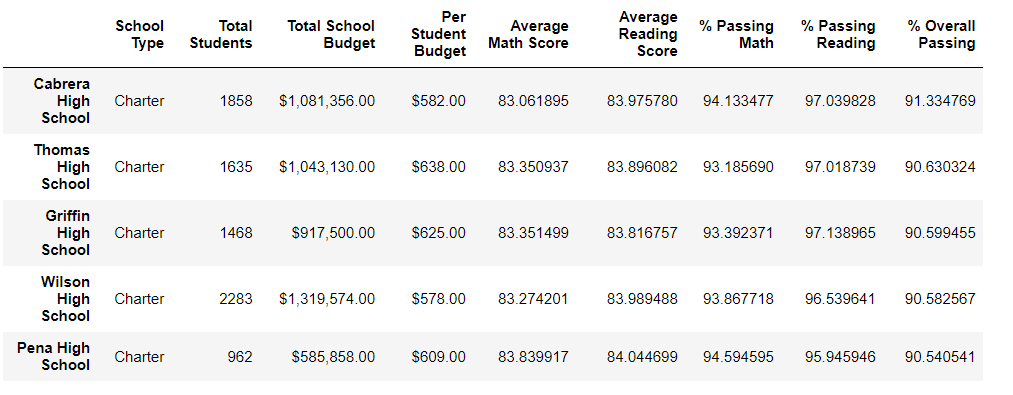 School Type Total Students Total School Budget Per Student Budget Average Math Score Average Reading Score % Passing Math % Passing Reading % Overall Passing
Cabrera High School Charter 1858 $1,081,356.00 $582.00 83.061895 83.975780 94.133477 97.039828 91.334769
Thomas High School Charter 1635 $1,043,130.00 $638.00 83.350937 83.896082 93.185690 97.018739 90.630324
Griffin High School Charter 1468 $917,500.00 $625.00 83.351499 83.816757 93.392371 97.138965 90.599455
Wilson High School Charter 2283 $1,319,574.00 $578.00 83.274201 83.989488 93.867718 96.539641 90.582567
Pena High School Charter 962 $585,858.00 $609.00 83.839917 84.044699 94.594595 95.945946 90.540541